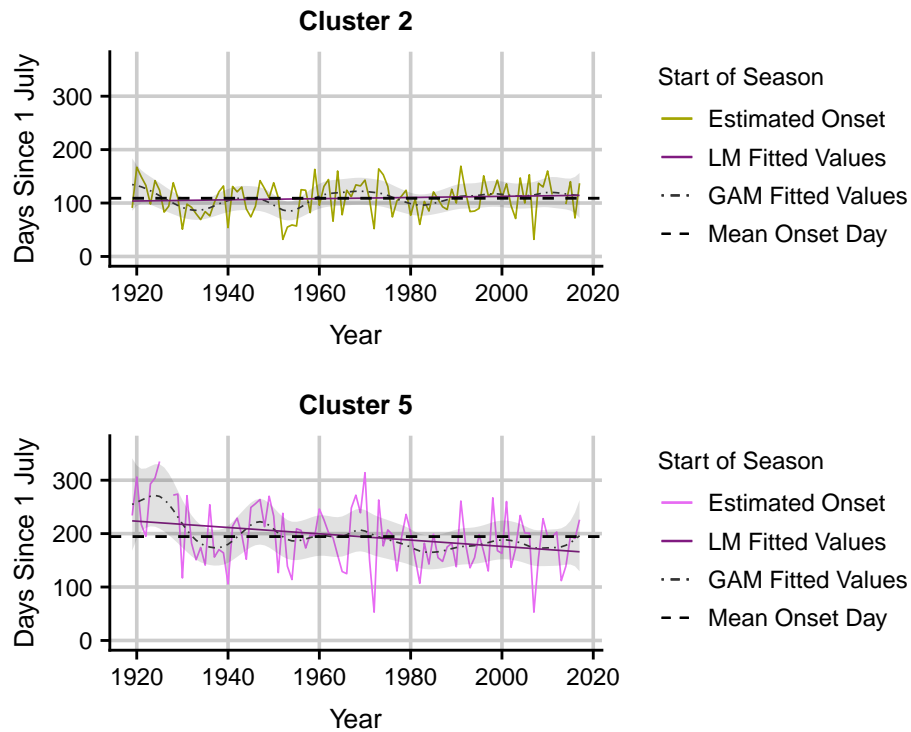 Cluster 2
Days Since 1 July
300
200
100
0
1920 1940 1960 1980 2000 2020
Year
Start of Season
Estimated Onset
LM Fitted Values
GAM Fitted Values
Mean Onset Day
Cluster 5
Days Since 1 July
300
200
100
0
1920 1940 1960 1980 2000 2020
Year
Start of Season
Estimated Onset
LM Fitted Values
GAM Fitted Values
Mean Onset Day